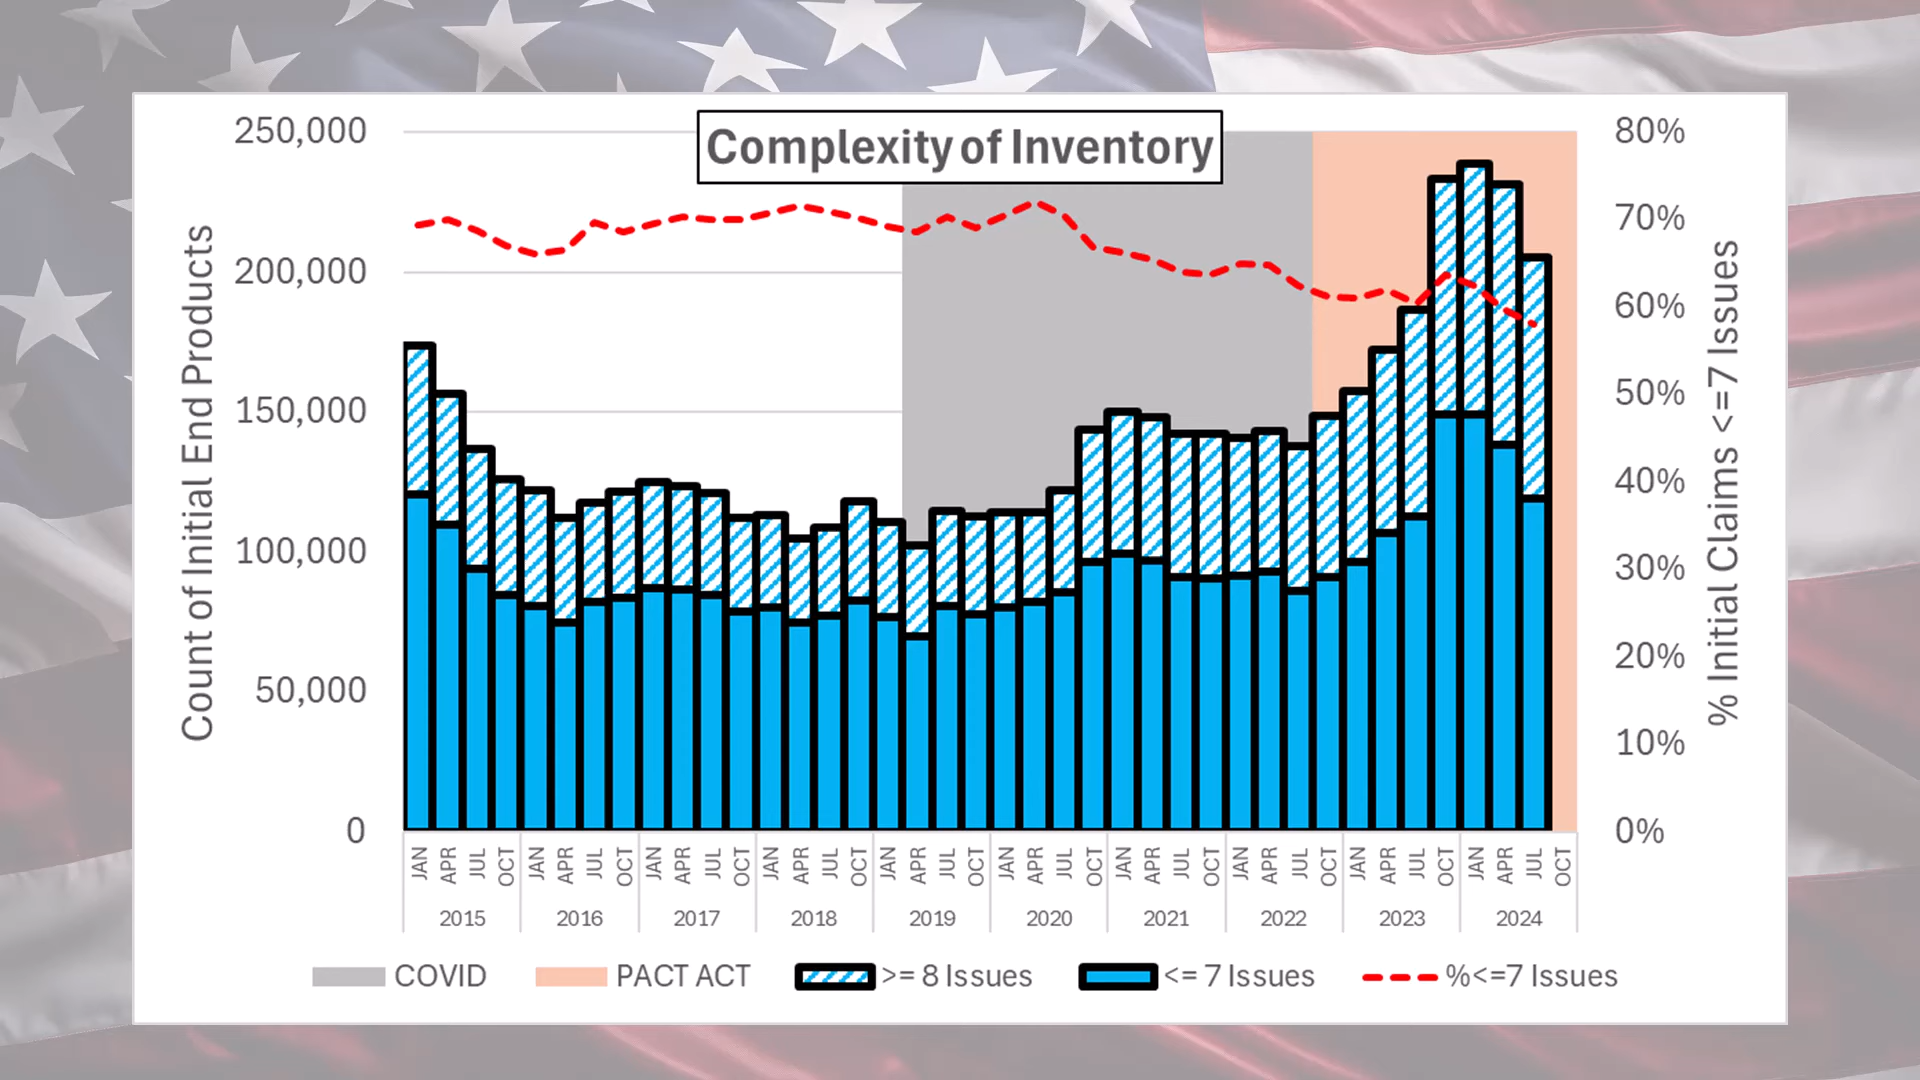 Complexity of Inventory
250,000
200,000
150,000
100,000
50,000
0
Count of Initial End Products
80%
70%
60%
50%
40%
30%
20%
10%
0%
% Initial Claims <=7 Issues
JAN APR JUL OCT JAN APR JUL OCT JAN APR JUL OCT JAN APR JUL OCT JAN APR JUL OCT JAN APR JUL OCT JAN APR JUL OCT JAN APR JUL OCT JAN APR JUL OCT JAN APR JUL OCT
2015 2016 2017 2018 2019 2020 2021 2022 2023 2024
COVID PACT ACT >= 8 Issues <= 7 Issues %<=7 Issues